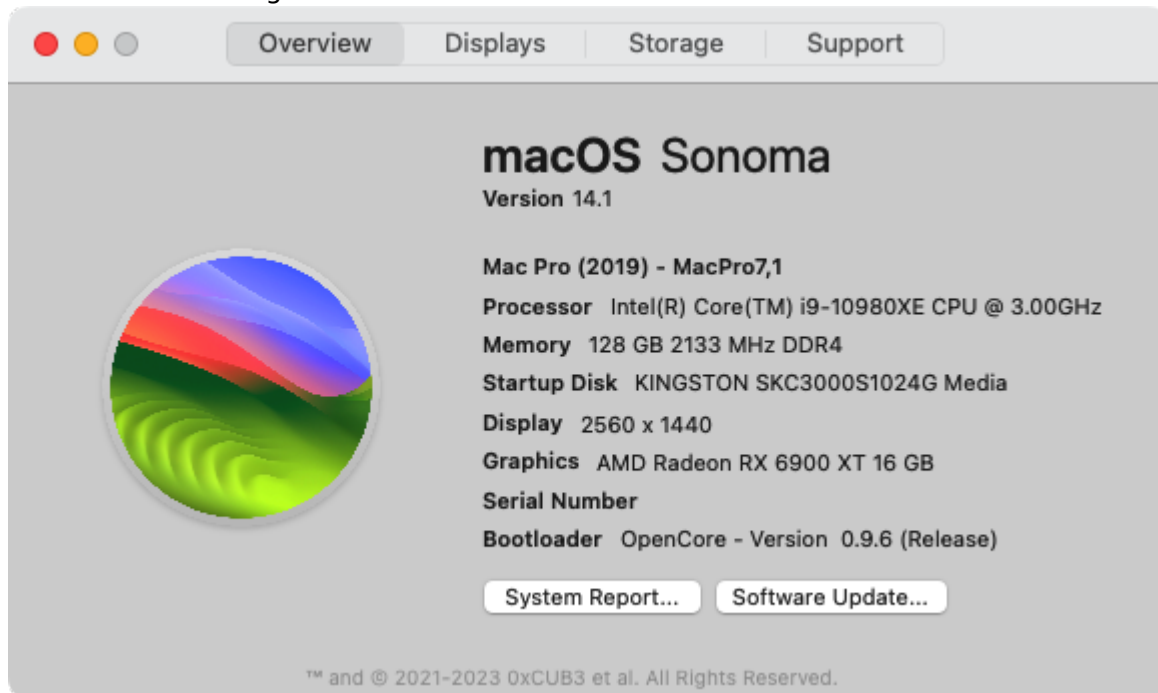 Overview Displays Storage Support
macOS Sonoma
Version 14.1
Mac Pro (2019) - MacPro7,1
Processor Intel(R) Core(TM) i9-10980XE CPU @ 3.00GHz
Memory 128 GB 2133 MHz DDR4
Startup Disk KINGSTON SKC3000S1024G Media
Display 2560 x 1440
Graphics AMD Radeon RX 6900 XT 16 GB
Serial Number
Bootloader OpenCore - Version 0.9.6 (Release)
System Report... Software Update...
™ and © 2021-2023 0xCUB3 et al. All Rights Reserved.